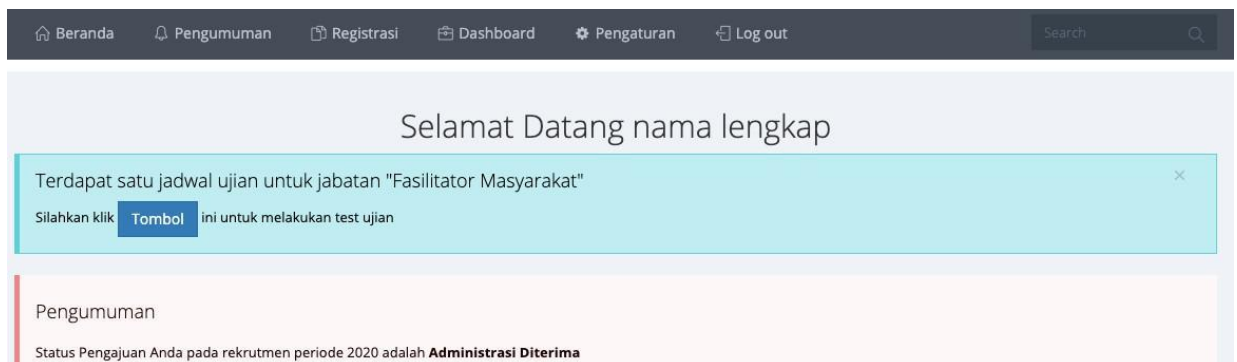 Beranda Pengumuman Registrasi Dashboard Pengaturan Log out Search
Selamat Datang nama lengkap
Terdapat satu jadwal ujian untuk jabatan "Fasilitator Masyarakat" ×
Silahkan klik Tombol ini untuk melakukan test ujian
Pengumuman
Status Pengajuan Anda pada rekrutmen periode 2020 adalah Administrasi Diterima